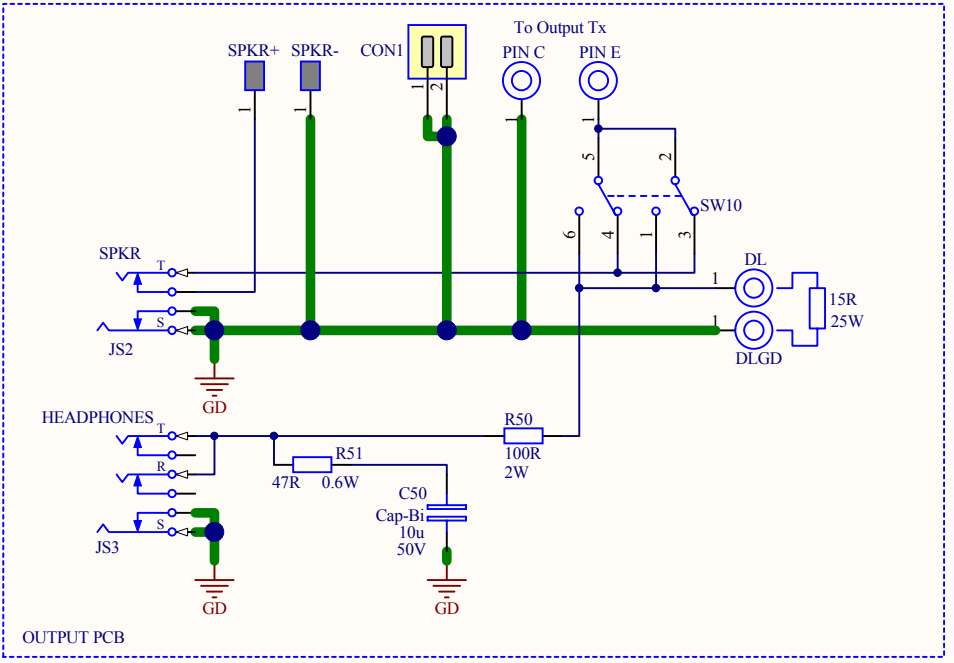 To Output Tx
SPKR+ SPKR- CON1 PIN C PIN E
1 2
1 1 1 1
5 2
SW10
6 4 1 3
SPKR
T
DL
1
15R
25W
1
S
JS2
DLGD
GD
HEADPHONES
T
R50
100R
2W
R51
R
47R 0.6W
C50
Cap-Bi
10u
50V
S
JS3
GD GD
OUTPUT PCB